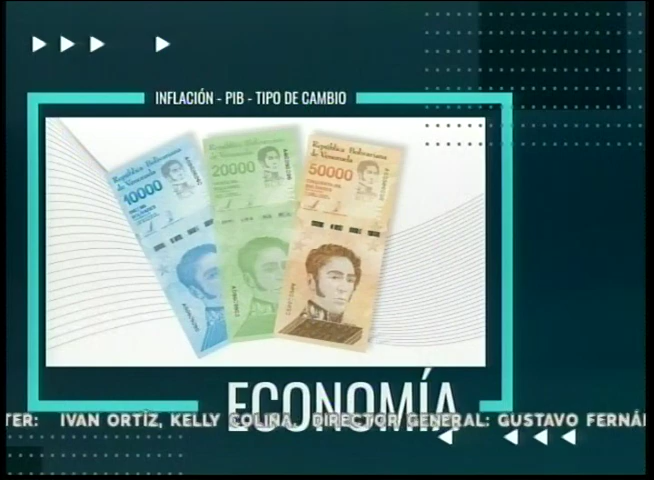 INFLACIÓN - PIB - TIPO DE CAMBIO
República Bolivariana
de Venezuela
10000
República Bolivariana
de Venezuela
20000
República Bolivariana
de Venezuela
50000
ECONOMÍA
TER: IVAN ORTÍZ, KELLY COLINA, DIRECTOR GENERAL: GUSTAVO FERNÁ